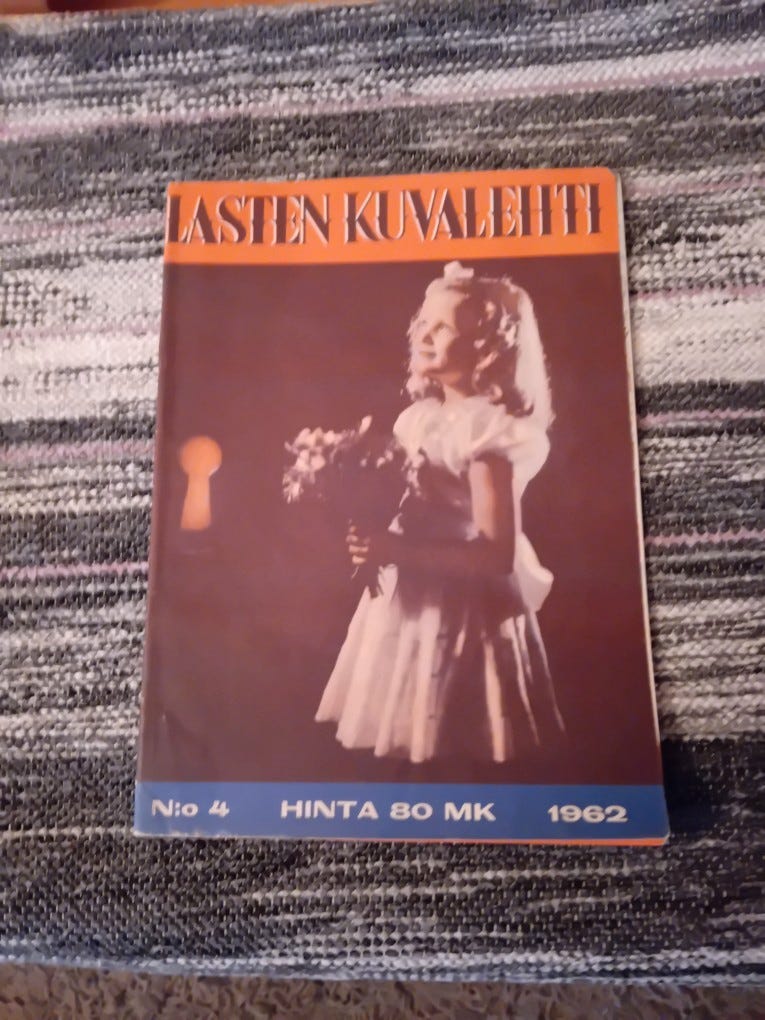 LASTEN KUVALEHTI
N:o 4 HINTA 80 MK 1962